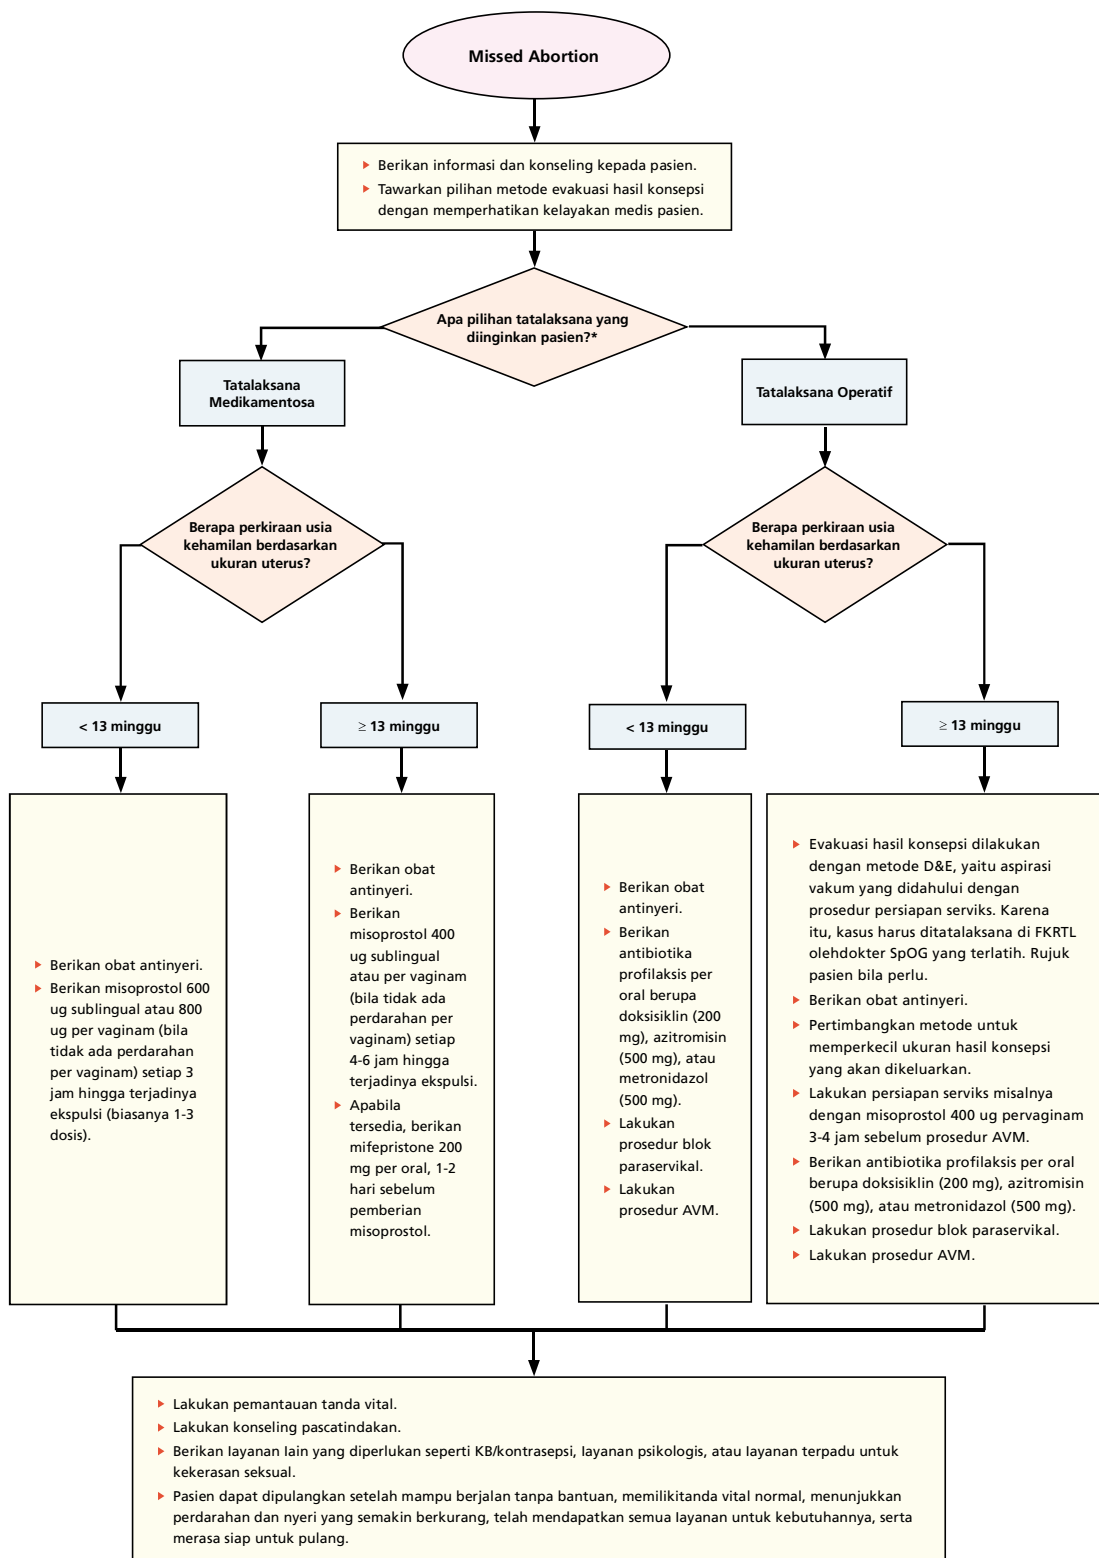 Missed Abortion
Berikan informasi dan konseling kepada pasien.
Tawarkan pilihan metode evakuasi hasil konsepsi
dengan memperhatikan kelayakan medis pasien.
Apa pilihan tatalaksana yang
diinginkan pasien?*
Tatalaksana
Medikamentosa
Tatalaksana Operatif
Berapa perkiraan usia
kehamilan berdasarkan
ukuran uterus?
Berapa perkiraan usia
kehamilan berdasarkan
ukuran uterus?
< 13 minggu
≥ 13 minggu
< 13 minggu
≥ 13 minggu
Berikan obat antinyeri.
Berikan misoprostol 600
ug sublingual atau 800
ug per vaginam (bila
tidak ada perdarahan
per vaginam) setiap 3
jam hingga terjadinya
ekspulsi (biasanya 1-3
dosis).
Berikan obat
antinyeri.
Berikan
misoprostol 400
ug sublingual
atau per vaginam
(bila tidak ada
perdarahan per
vaginam) setiap
4-6 jam hingga
terjadinya ekspulsi.
Apabila
tersedia, berikan
mifepristone 200
mg per oral, 1-2
hari sebelum
pemberian
misoprostol.
Berikan obat
antinyeri.
Berikan
antibiotika
profilaksis per
oral berupa
doksisiklin (200
mg), azitromisin
(500 mg), atau
metronidazol
(500 mg).
Lakukan
prosedur blok
paraservikal.
Lakukan
prosedur AVM.
Evakuasi hasil konsepsi dilakukan
dengan metode D&E, yaitu aspirasi
vakum yang didahului dengan
prosedur persiapan serviks. Karena
itu, kasus harus ditatalaksana di FKRTL
olehdokter SpOG yang terlatih. Rujuk
pasien bila perlu.
Berikan obat antinyeri.
Pertimbangkan metode untuk
memperkecil ukuran hasil konsepsi
yang akan dikeluarkan.
Lakukan persiapan serviks misalnya
dengan misoprostol 400 ug pervaginam
3-4 jam sebelum prosedur AVM.
Berikan antibiotika profilaksis per oral
berupa doksisiklin (200 mg), azitromisin
(500 mg), atau metronidazol (500 mg).
Lakukan prosedur blok paraservikal.
Lakukan prosedur AVM.
Lakukan pemantauan tanda vital.
Lakukan konseling pascatindakan.
Berikan layanan lain yang diperlukan seperti KB/kontrasepsi, layanan psikologis, atau layanan terpadu untuk
kekerasan seksual.
Pasien dapat dipulangkan setelah mampu berjalan tanpa bantuan, memilikitanda vital normal, menunjukkan
perdarahan dan nyeri yang semakin berkurang, telah mendapatkan semua layanan untuk kebutuhannya, serta
merasa siap untuk pulang.